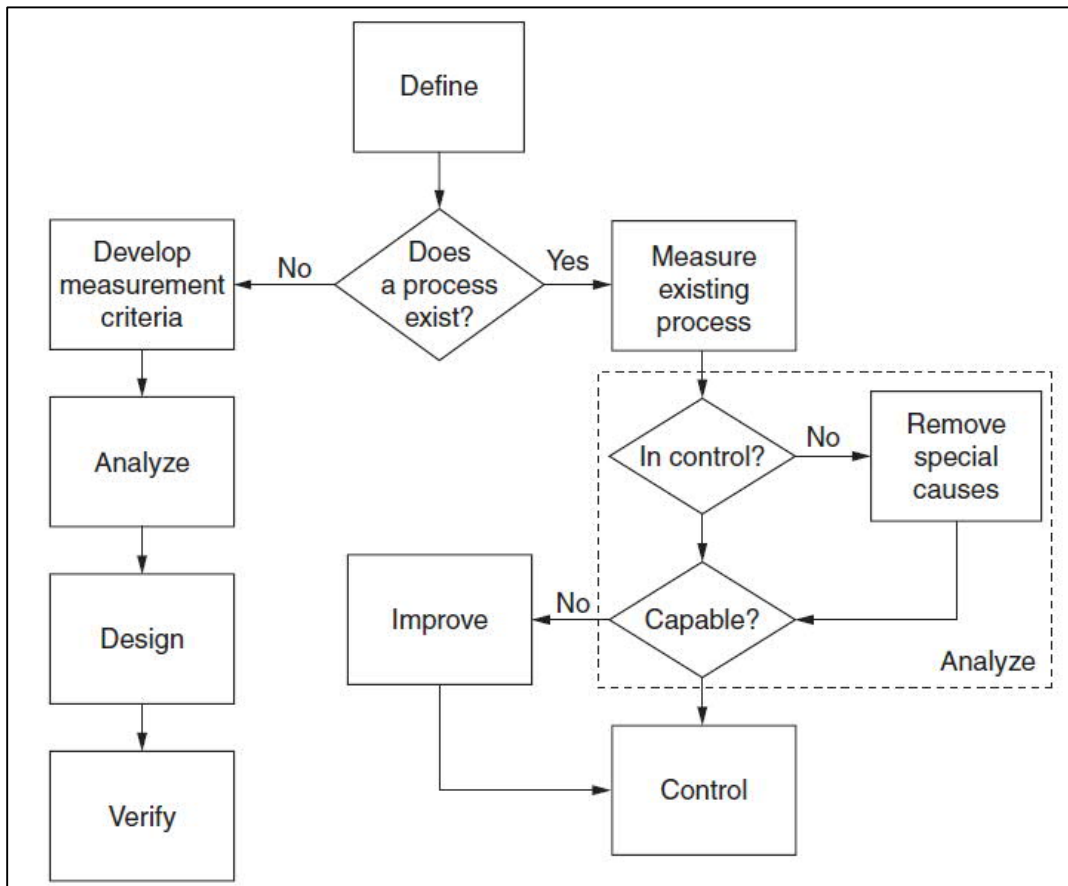 Define
Does
a process
exist?
No
Yes
Develop
measurement
criteria
Measure
existing
process
Analyze
In control?
No
Remove
special
causes
Design
Improve
No
Capable?
Analyze
Verify
Control